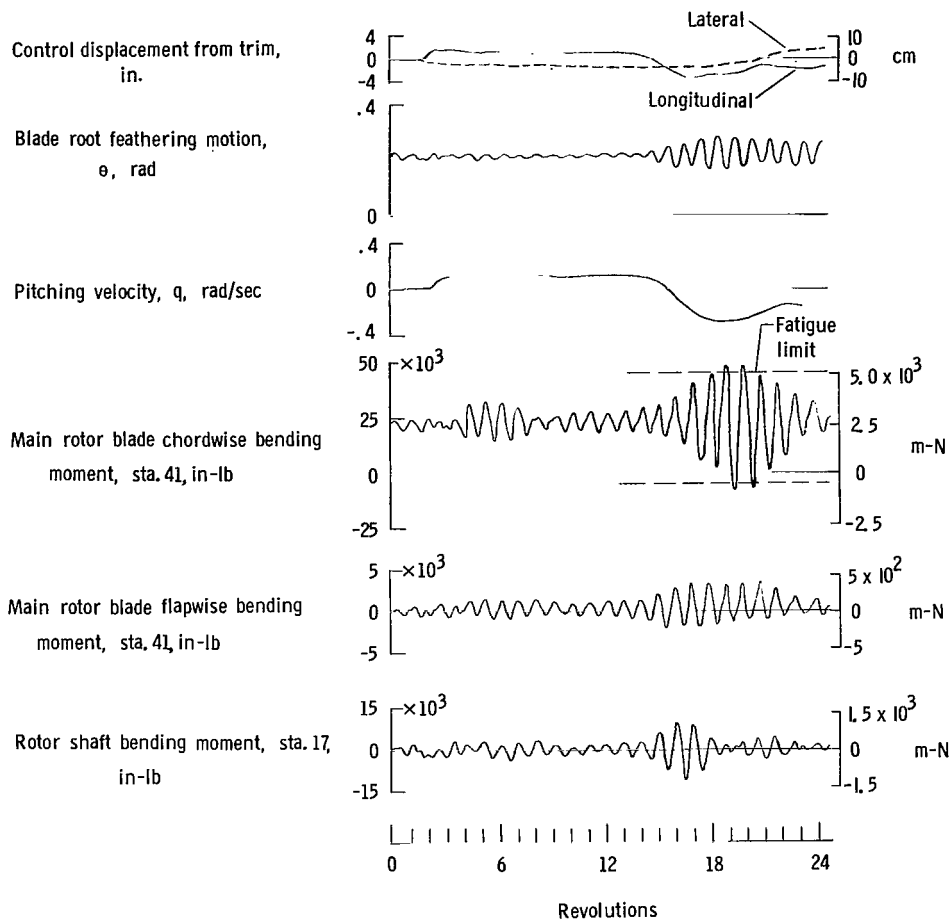 Control displacement from trim,
in.
4
0
-4
Lateral
Longitudinal
10
0
-10
cm
Blade root feathering motion,
θ, rad
.4
0
Pitching velocity, q, rad/sec
.4
0
-.4
Fatigue
limit
Main rotor blade chordwise bending
moment, sta. 41, in-lb
50 ×10³
25
0
-25
5.0 x 10³
2.5
0
-2.5
m-N
Main rotor blade flapwise bending
moment, sta. 41, in-lb
5 ×10³
0
-5
5 x 10²
0
-5
m-N
Rotor shaft bending moment, sta. 17,
in-lb
15 ×10³
0
-15
1.5 x 10³
0
-1.5
m-N
0 6 12 18 24
Revolutions